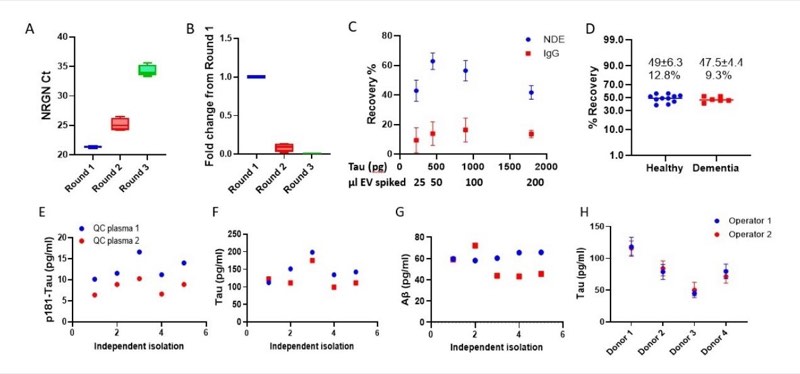 A
NRGN Ct
40
35
30
25
20
Round 1
Round 2
Round 3
B
Fold change from Round 1
1.5
1.0
0.5
0.0
Round 1
Round 2
Round 3
C
NDE
IgG
Recovery %
80
60
40
20
0
Tau (pg)
0 500 1000 1500 2000
µl EV spiked 25 50 100 200
D
% Recovery
99.0
90.0
70.0
50.0
30.0
10.0
1.0
49±6.3
12.8%
47.5±4.4
9.3%
Healthy Dementia
E
QC plasma 1
QC plasma 2
p181-Tau (pg/ml)
20
15
10
5
0
0 2 4 6
Independent isolation
F
Tau (pg/ml)
250
200
150
100
50
0
0 2 4 6
Independent isolation
G
Aβ (pg/ml)
80
60
40
20
0
0 2 4 6
Independent isolation
H
Operator 1
Operator 2
Tau (pg/ml)
150
100
50
0
Donor 1
Donor 2
Donor 3
Donor 4